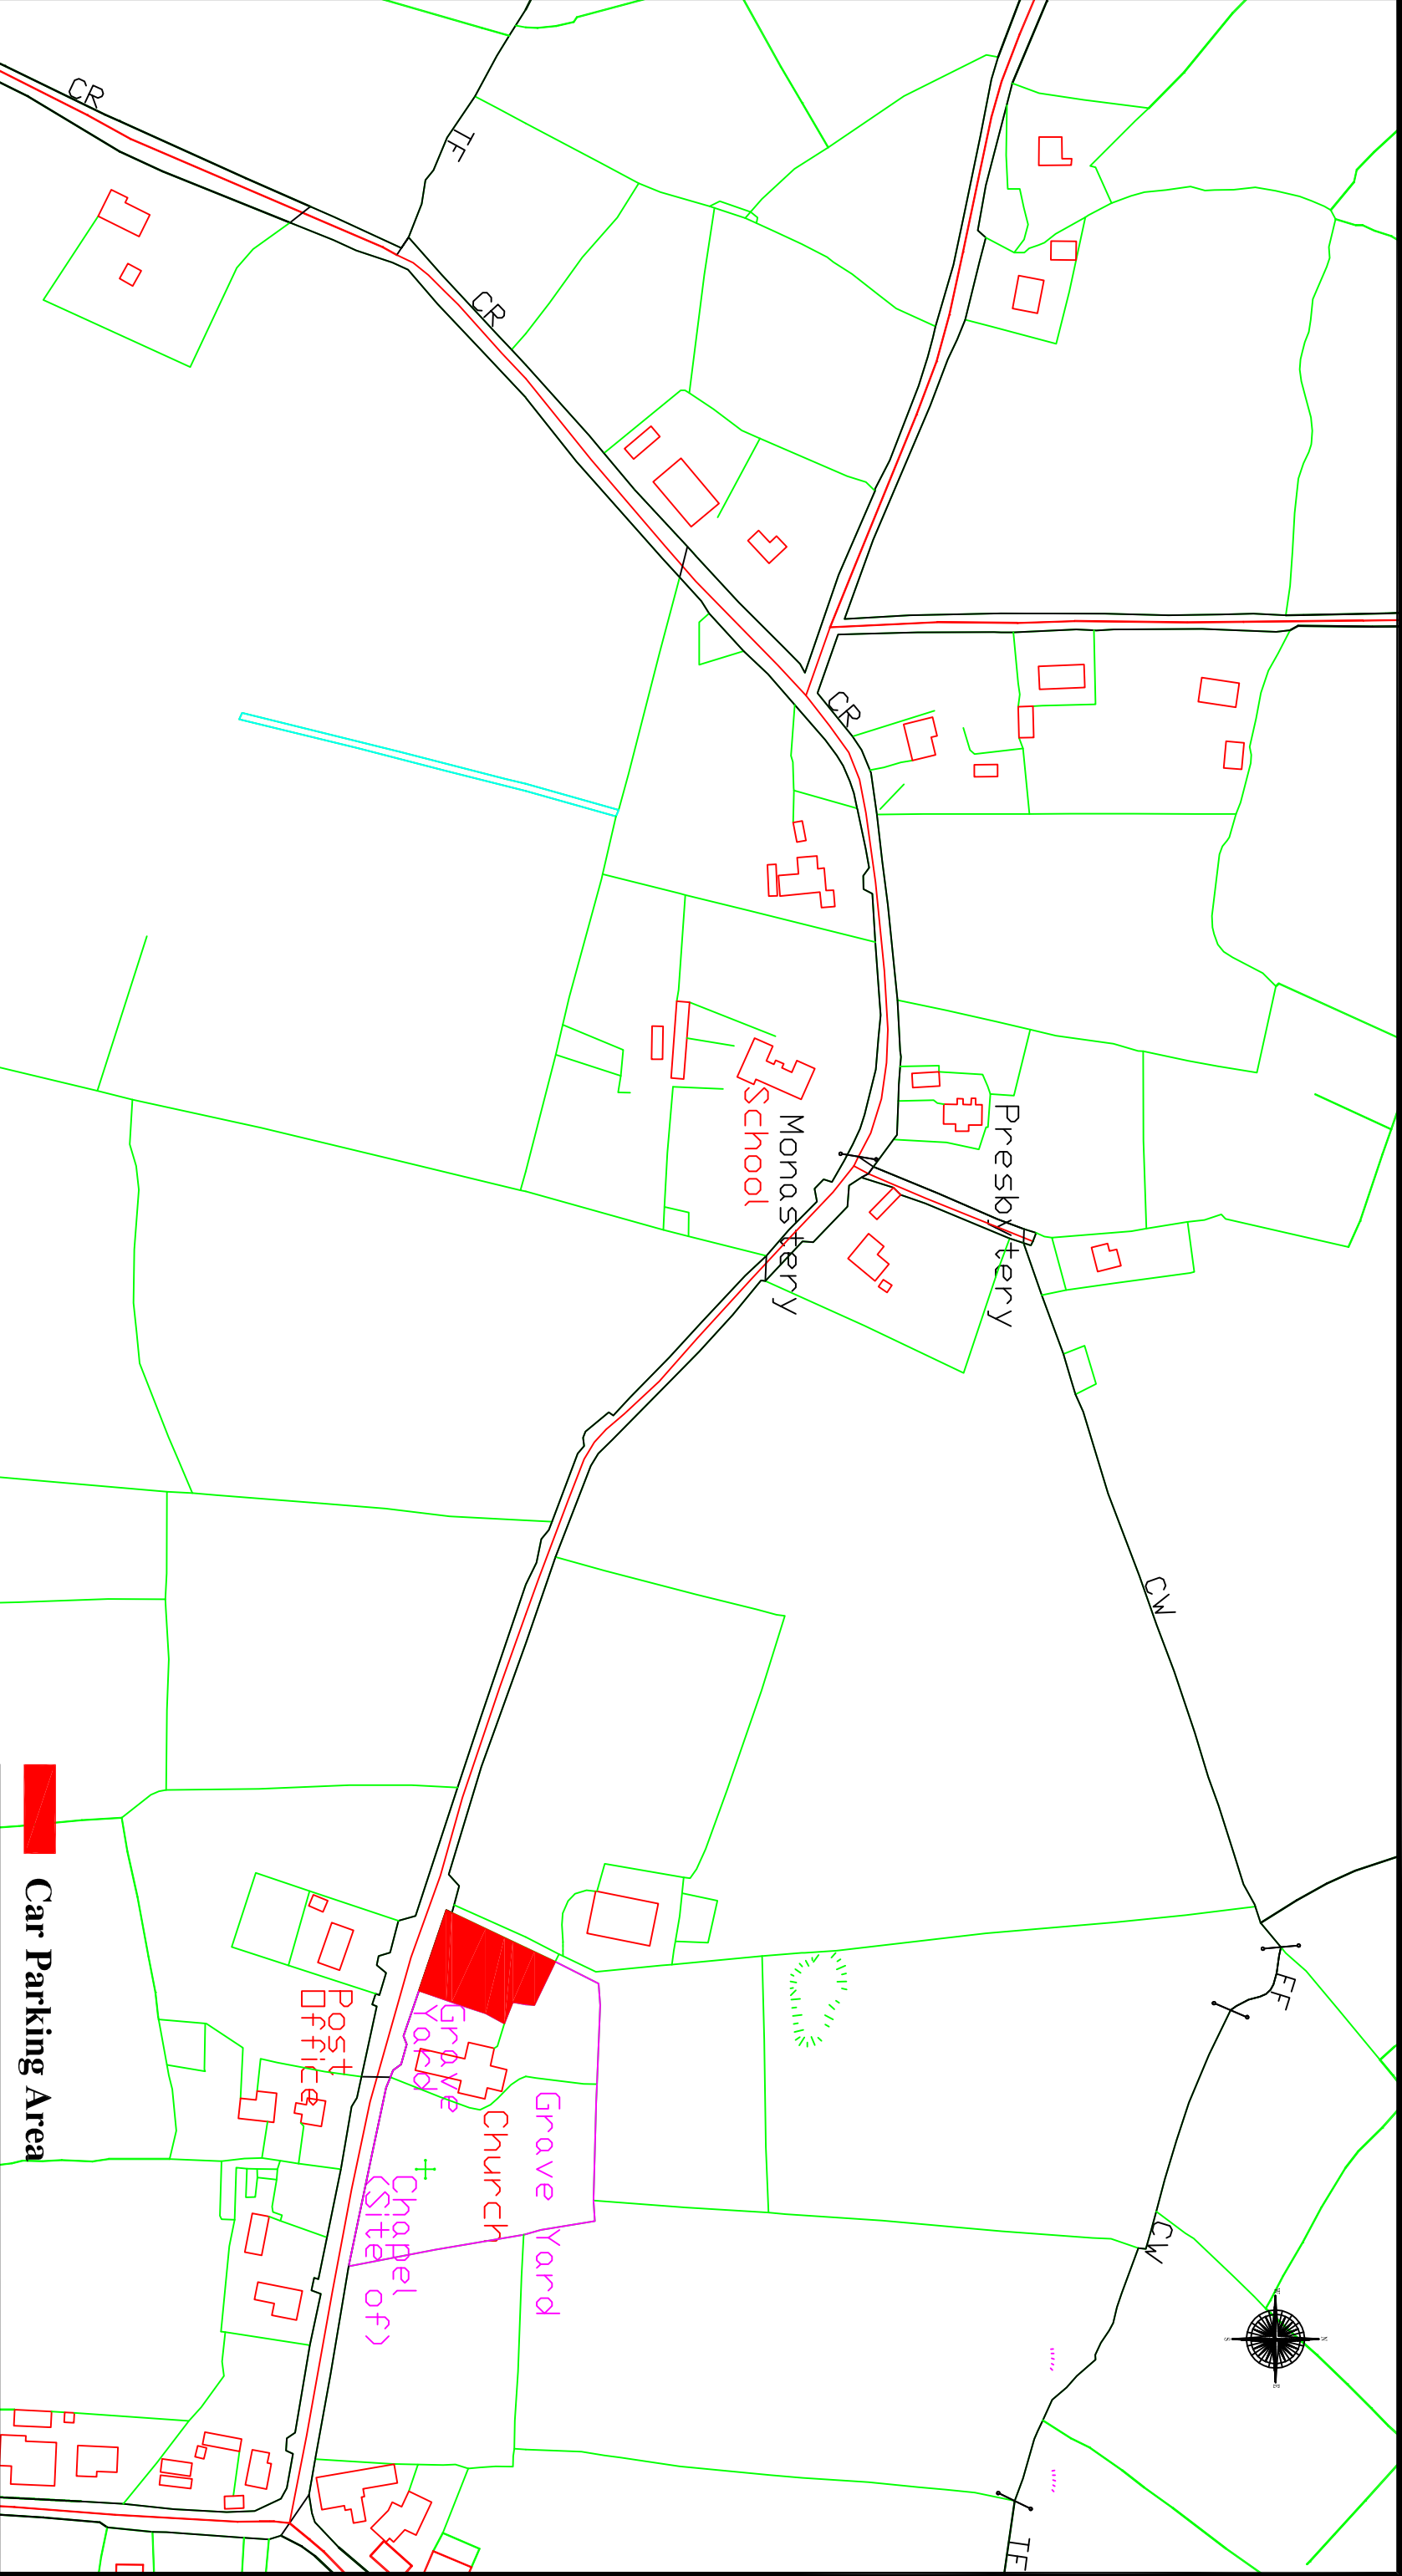 CR
TF
CR
CR
Presbytery
Monastery
School
CW
FF
Car Parking Area
Post
Office
Grave
Yard
Church
Grave Yard
Chapel
(Site of)
CW
TF